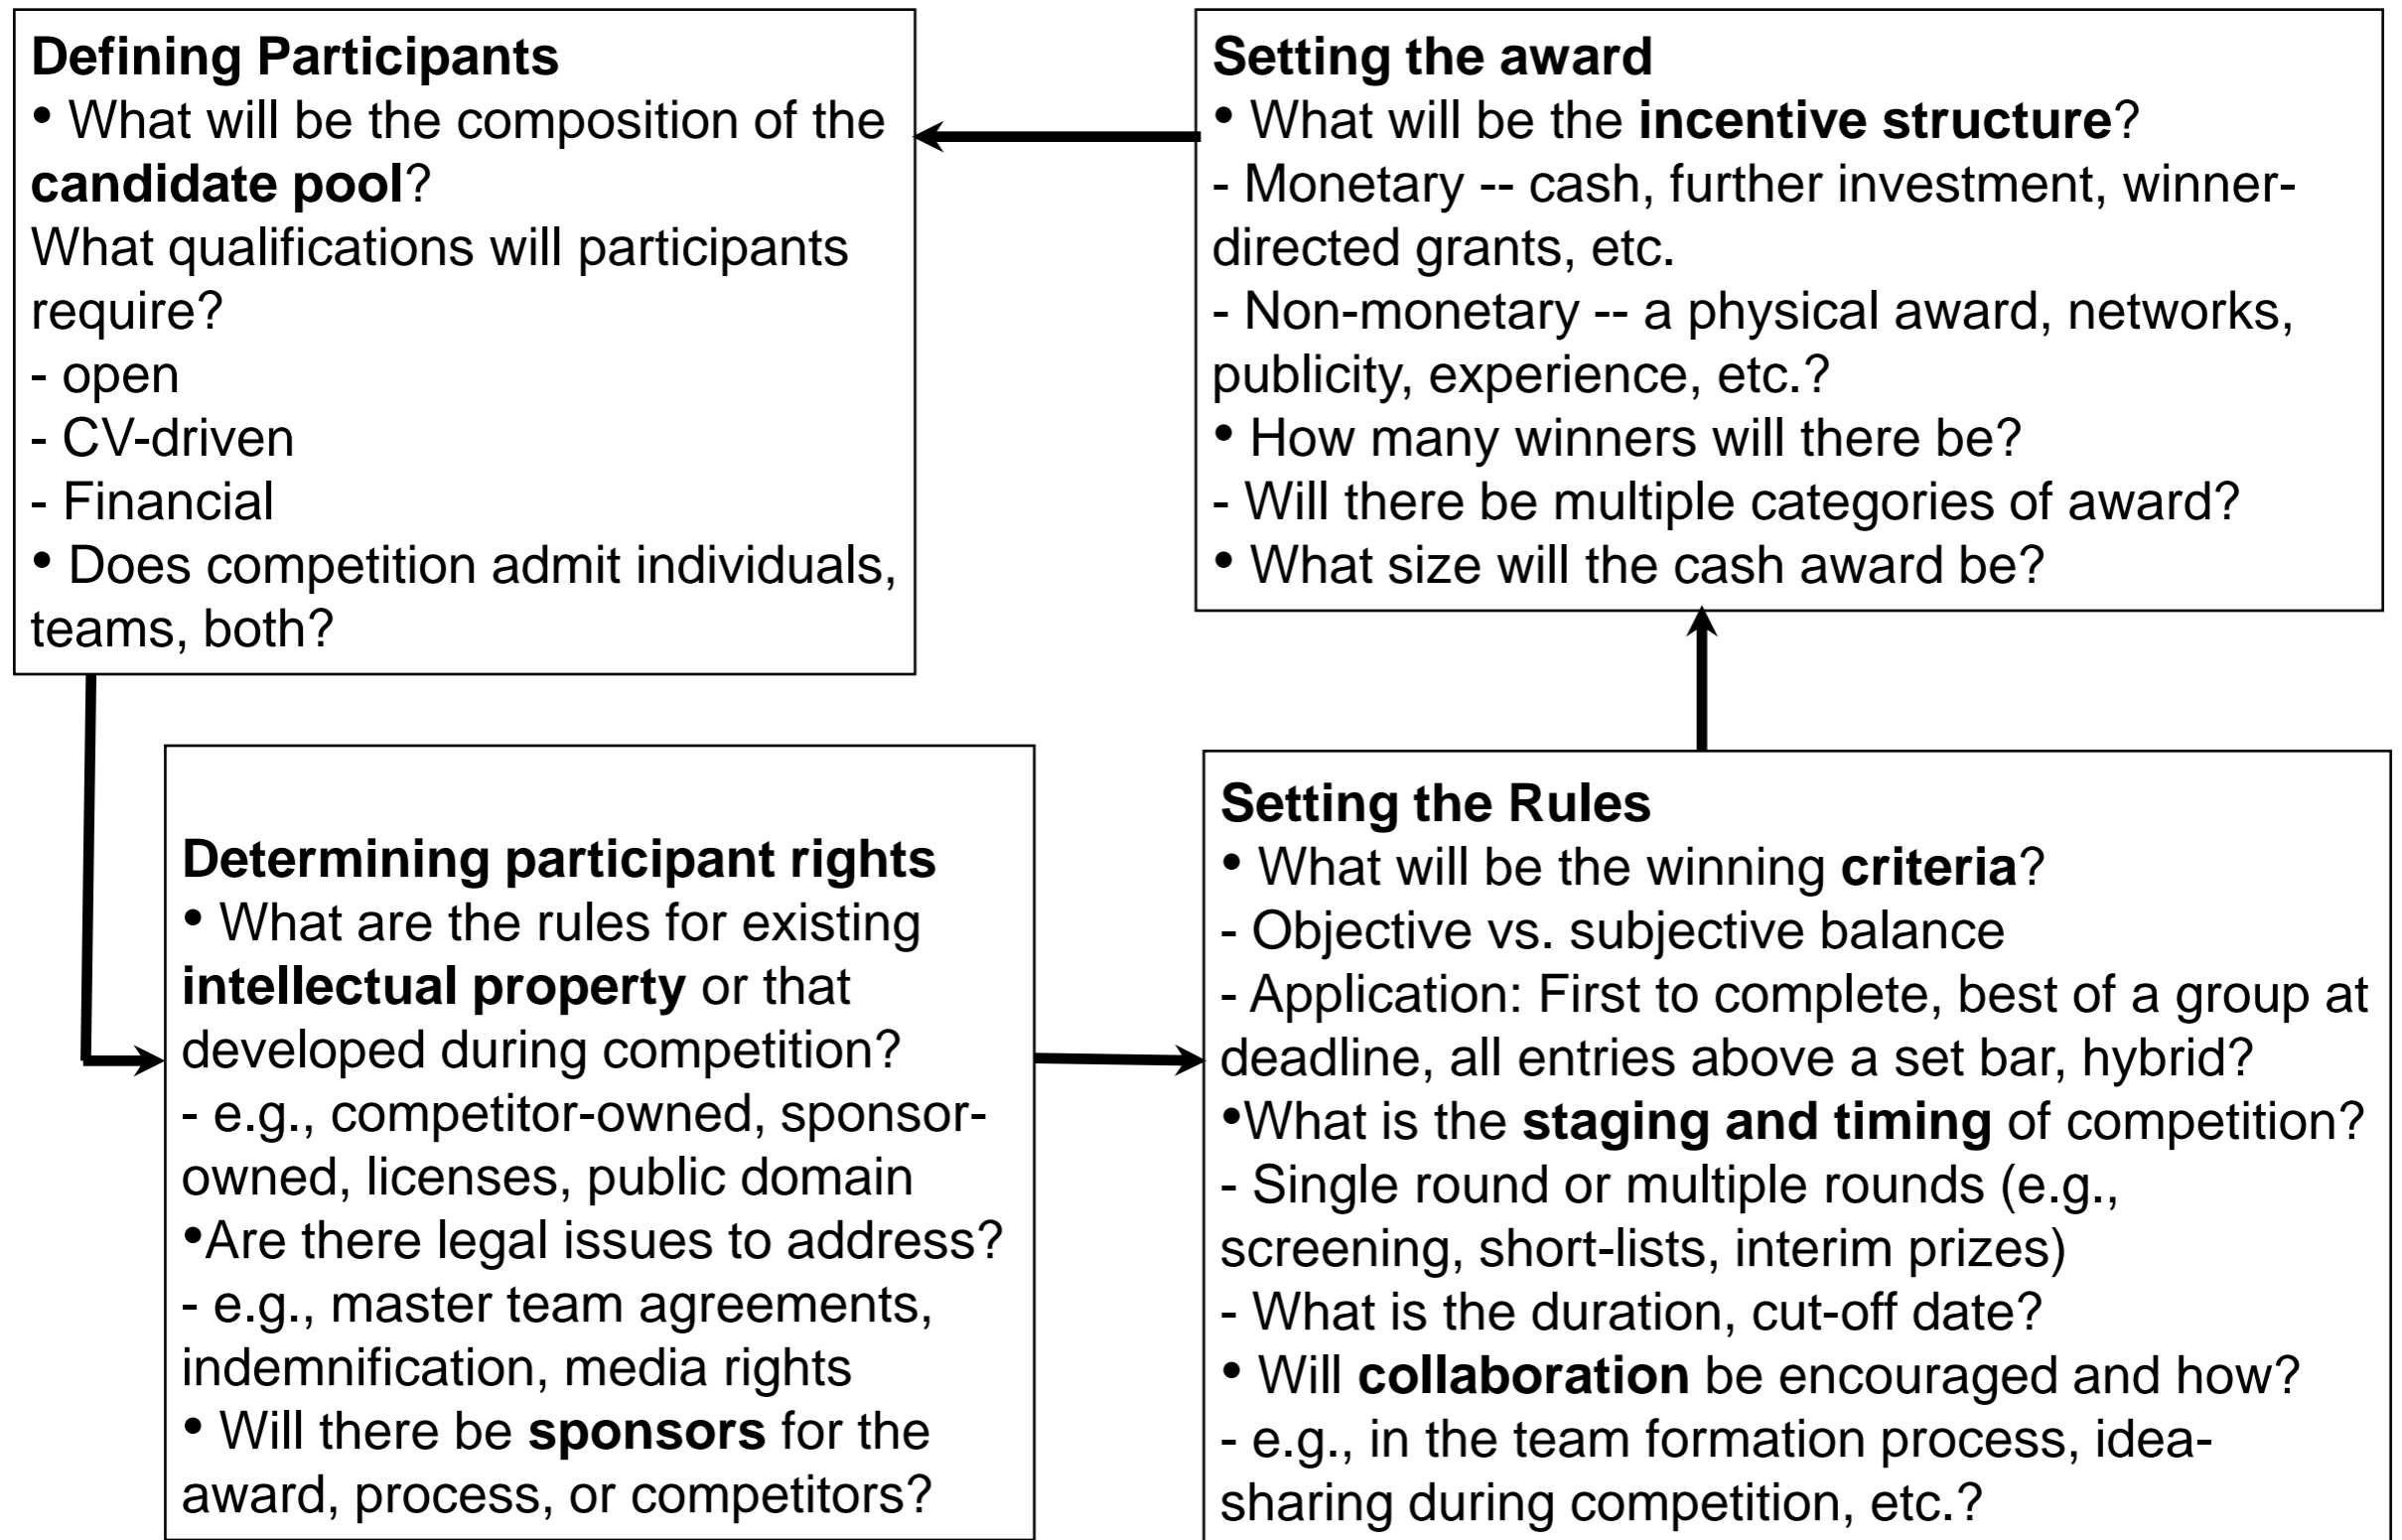 Defining Participants
• What will be the composition of the
candidate pool?
What qualifications will participants
require?
- open
- CV-driven
- Financial
• Does competition admit individuals,
teams, both?
Setting the award
• What will be the incentive structure?
- Monetary -- cash, further investment, winner-
directed grants, etc.
- Non-monetary -- a physical award, networks,
publicity, experience, etc.?
• How many winners will there be?
- Will there be multiple categories of award?
• What size will the cash award be?
Determining participant rights
• What are the rules for existing
intellectual property or that
developed during competition?
- e.g., competitor-owned, sponsor-
owned, licenses, public domain
•Are there legal issues to address?
- e.g., master team agreements,
indemnification, media rights
• Will there be sponsors for the
award, process, or competitors?
Setting the Rules
• What will be the winning criteria?
- Objective vs. subjective balance
- Application: First to complete, best of a group at
deadline, all entries above a set bar, hybrid?
•What is the staging and timing of competition?
- Single round or multiple rounds (e.g.,
screening, short-lists, interim prizes)
- What is the duration, cut-off date?
• Will collaboration be encouraged and how?
- e.g., in the team formation process, idea-
sharing during competition, etc.?